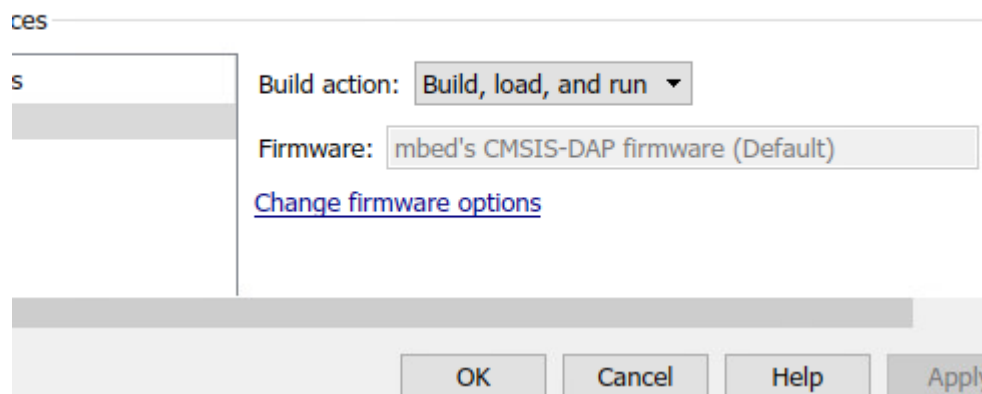 ces
s
Build action: Build, load, and run
Firmware: mbed's CMSIS-DAP firmware (Default)
Change firmware options
OK Cancel Help Apply